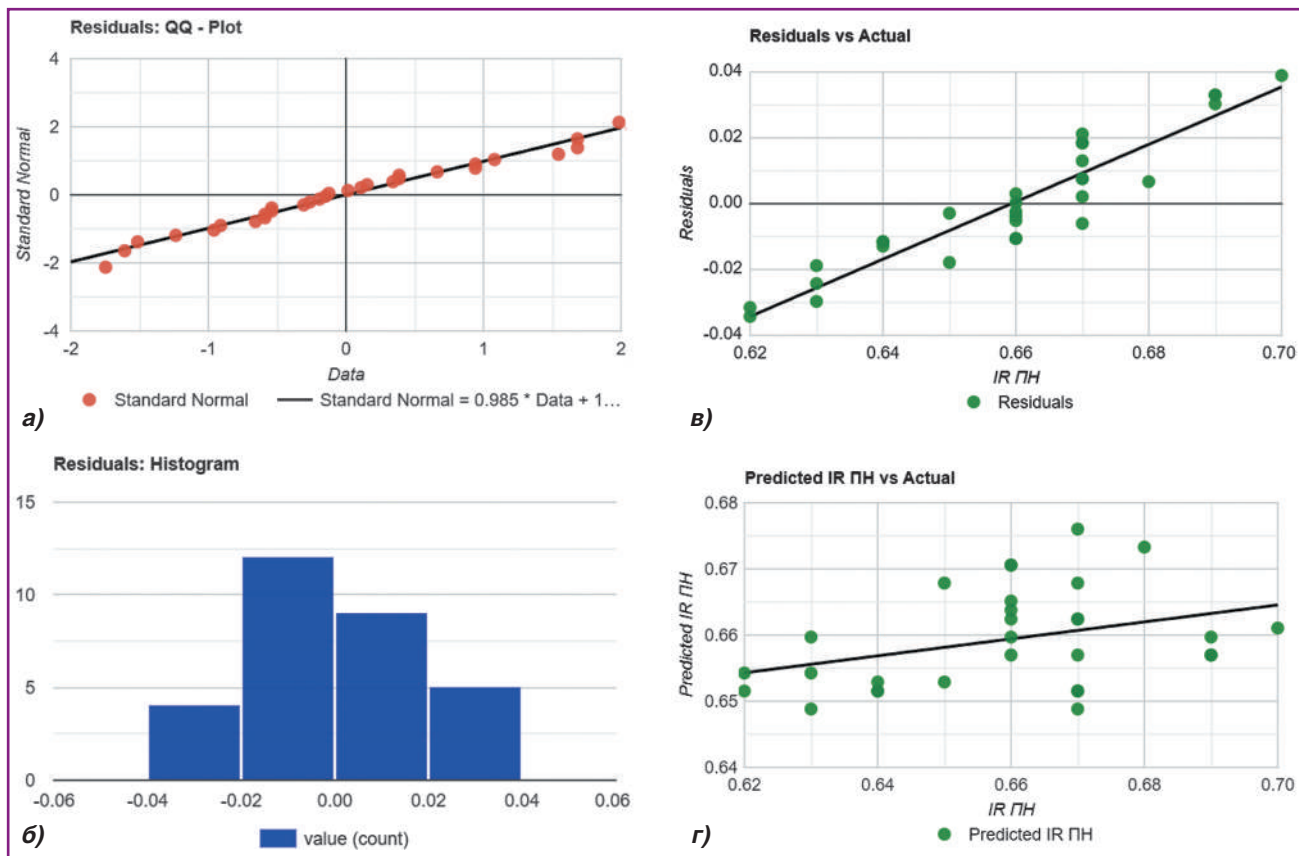 Residuals: QQ - Plot
4
2
0
-2
-4
Standard Normal
-2
-1
0
1
2
Data
Standard Normal
Standard Normal = 0.985 * Data + 1…
а)
Residuals vs Actual
0.04
0.02
0.00
-0.02
-0.04
Residuals
0.62
0.64
0.66
0.68
0.70
IR ПН
Residuals
в)
Residuals: Histogram
15
10
5
0
-0.06
-0.04
-0.02
0.00
0.02
0.04
0.06
value (count)
б)
Predicted IR ПН vs Actual
0.68
0.67
0.66
0.65
0.64
Predicted IR ПН
0.62
0.64
0.66
0.68
0.70
IR ПН
Predicted IR ПН
г)